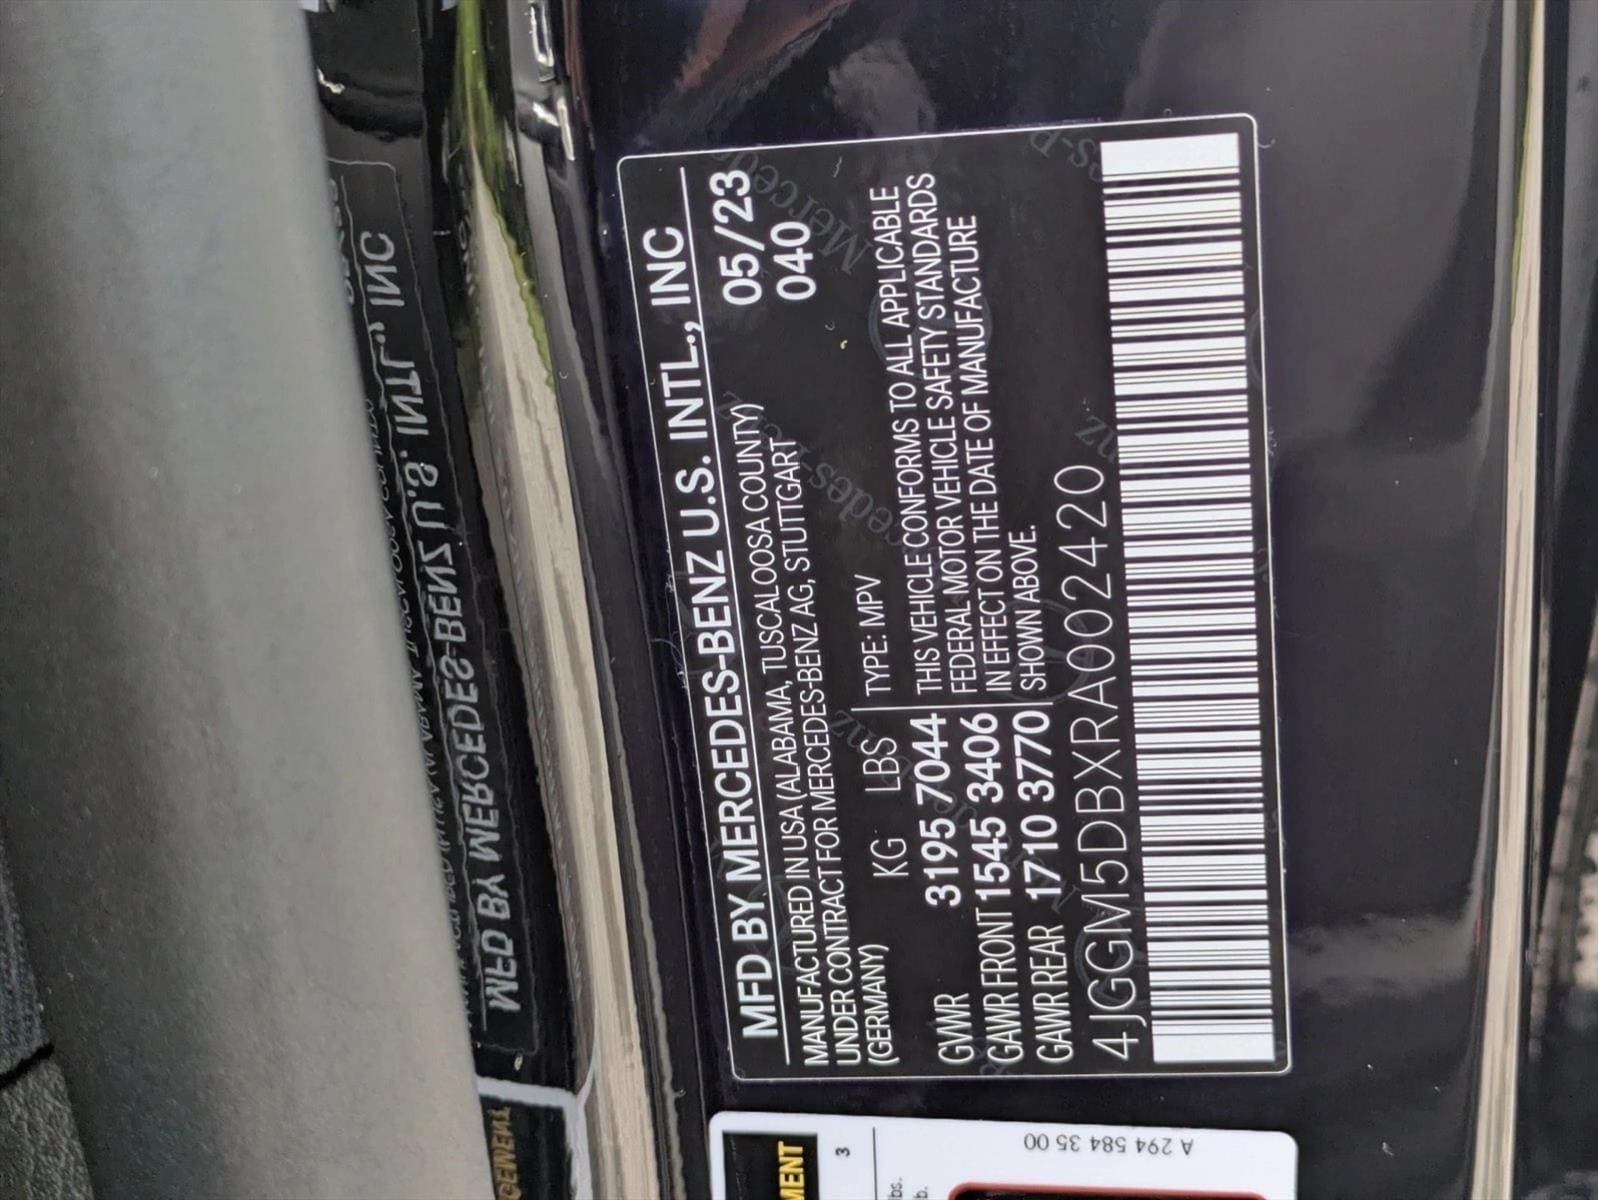 MFD BY MERCEDES-BENZ U.S. INTL., INC
MANUFACTURED IN USA (ALABAMA, TUSCALOOSA COUNTY) 05/23
UNDER CONTRACT FOR MERCEDES-BENZ AG, STUTTGART 040
(GERMANY)
KG LBS TYPE: MPV
GVWR 3195 7044 THIS VEHICLE CONFORMS TO ALL APPLICABLE
GAWR FRONT 1545 3406 FEDERAL MOTOR VEHICLE SAFETY STANDARDS
GAWR REAR 1710 3770 IN EFFECT ON THE DATE OF MANUFACTURE
SHOWN ABOVE.
4JGGM5DBXRA002420
A 294 584 35 00
MENT
3
bs.
b.
MFD BY MERCEDES-BENZ U.S. INTL., INC